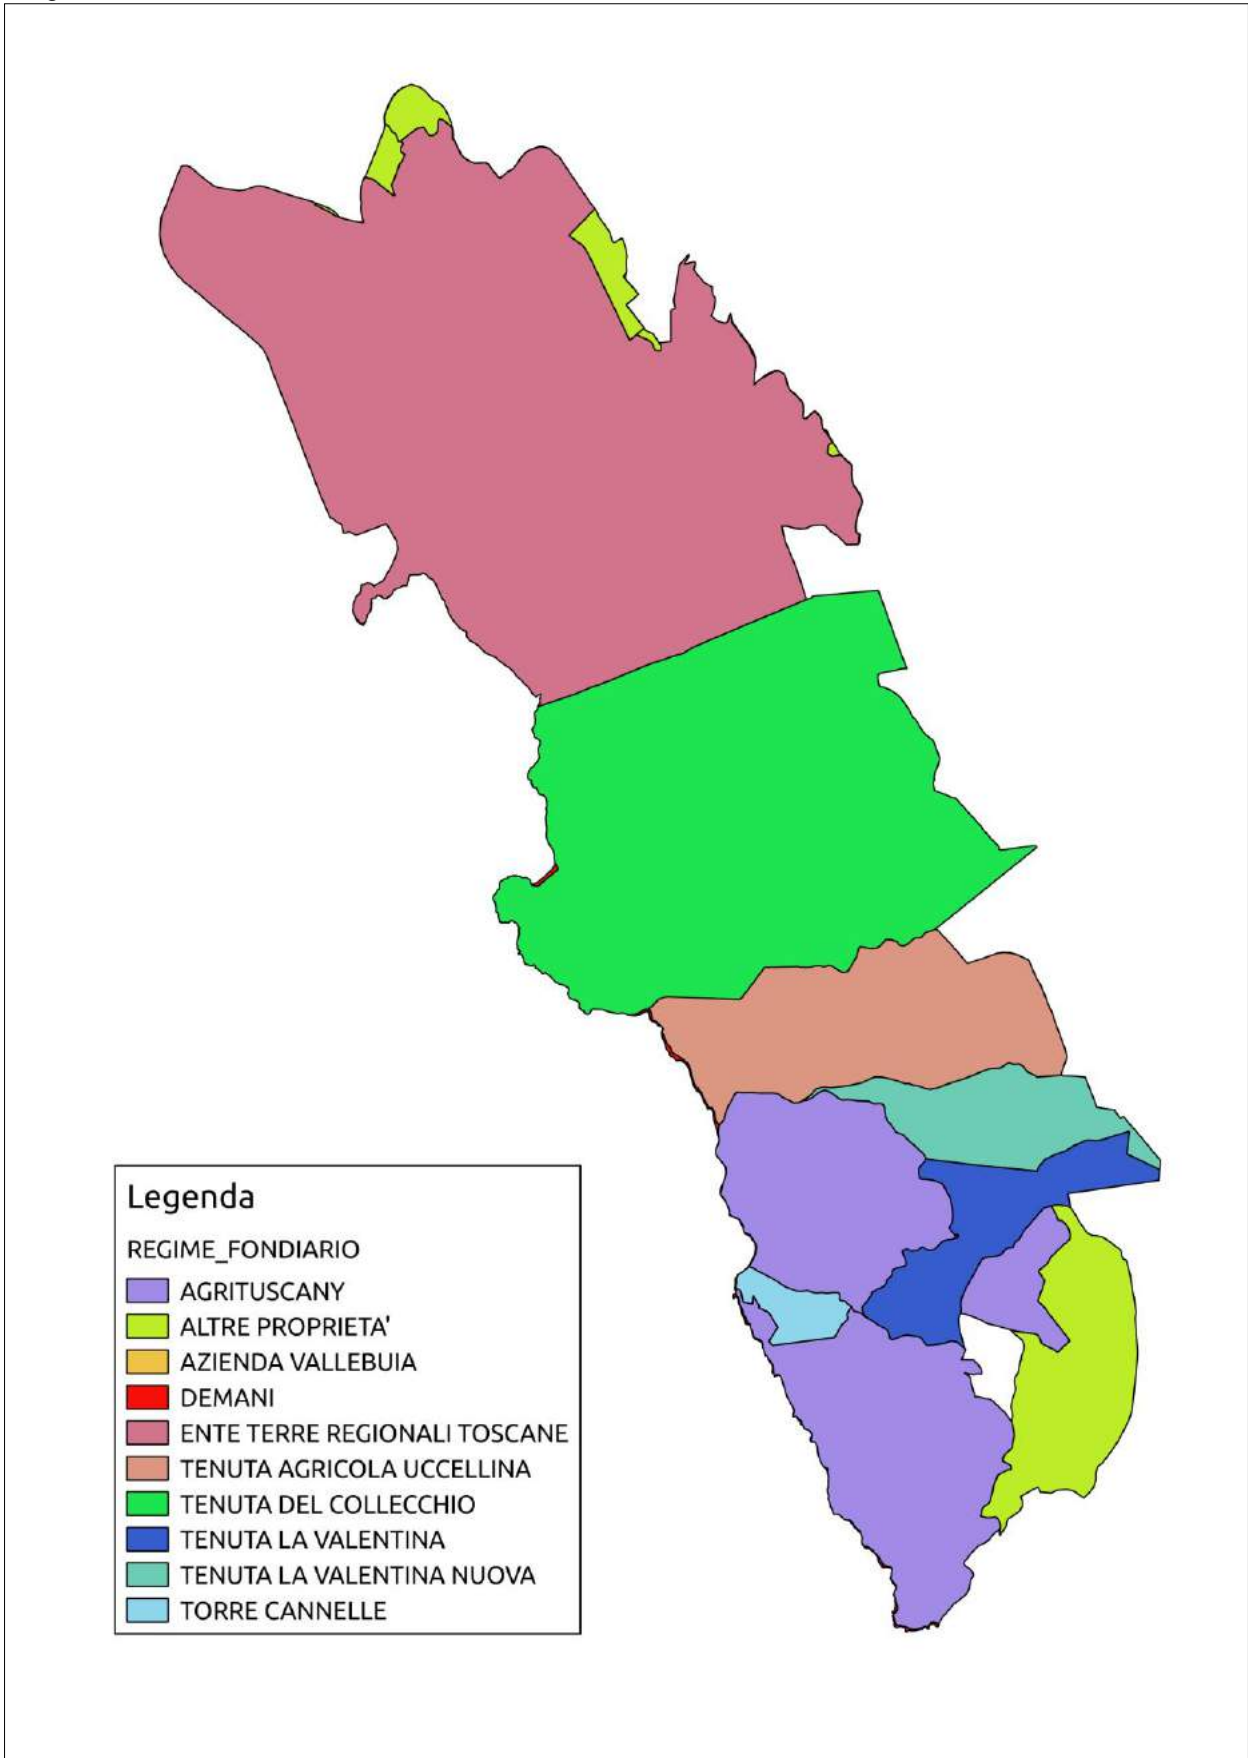 Legenda
REGIME_FONDIARIO
AGRITUSCANY
ALTRE PROPRIETA'
AZIENDA VALLEBUIA
DEMANI
ENTE TERRE REGIONALI TOSCANE
TENUTA AGRICOLA UCCELLINA
TENUTA DEL COLLECCHIO
TENUTA LA VALENTINA
TENUTA LA VALENTINA NUOVA
TORRE CANNELLE